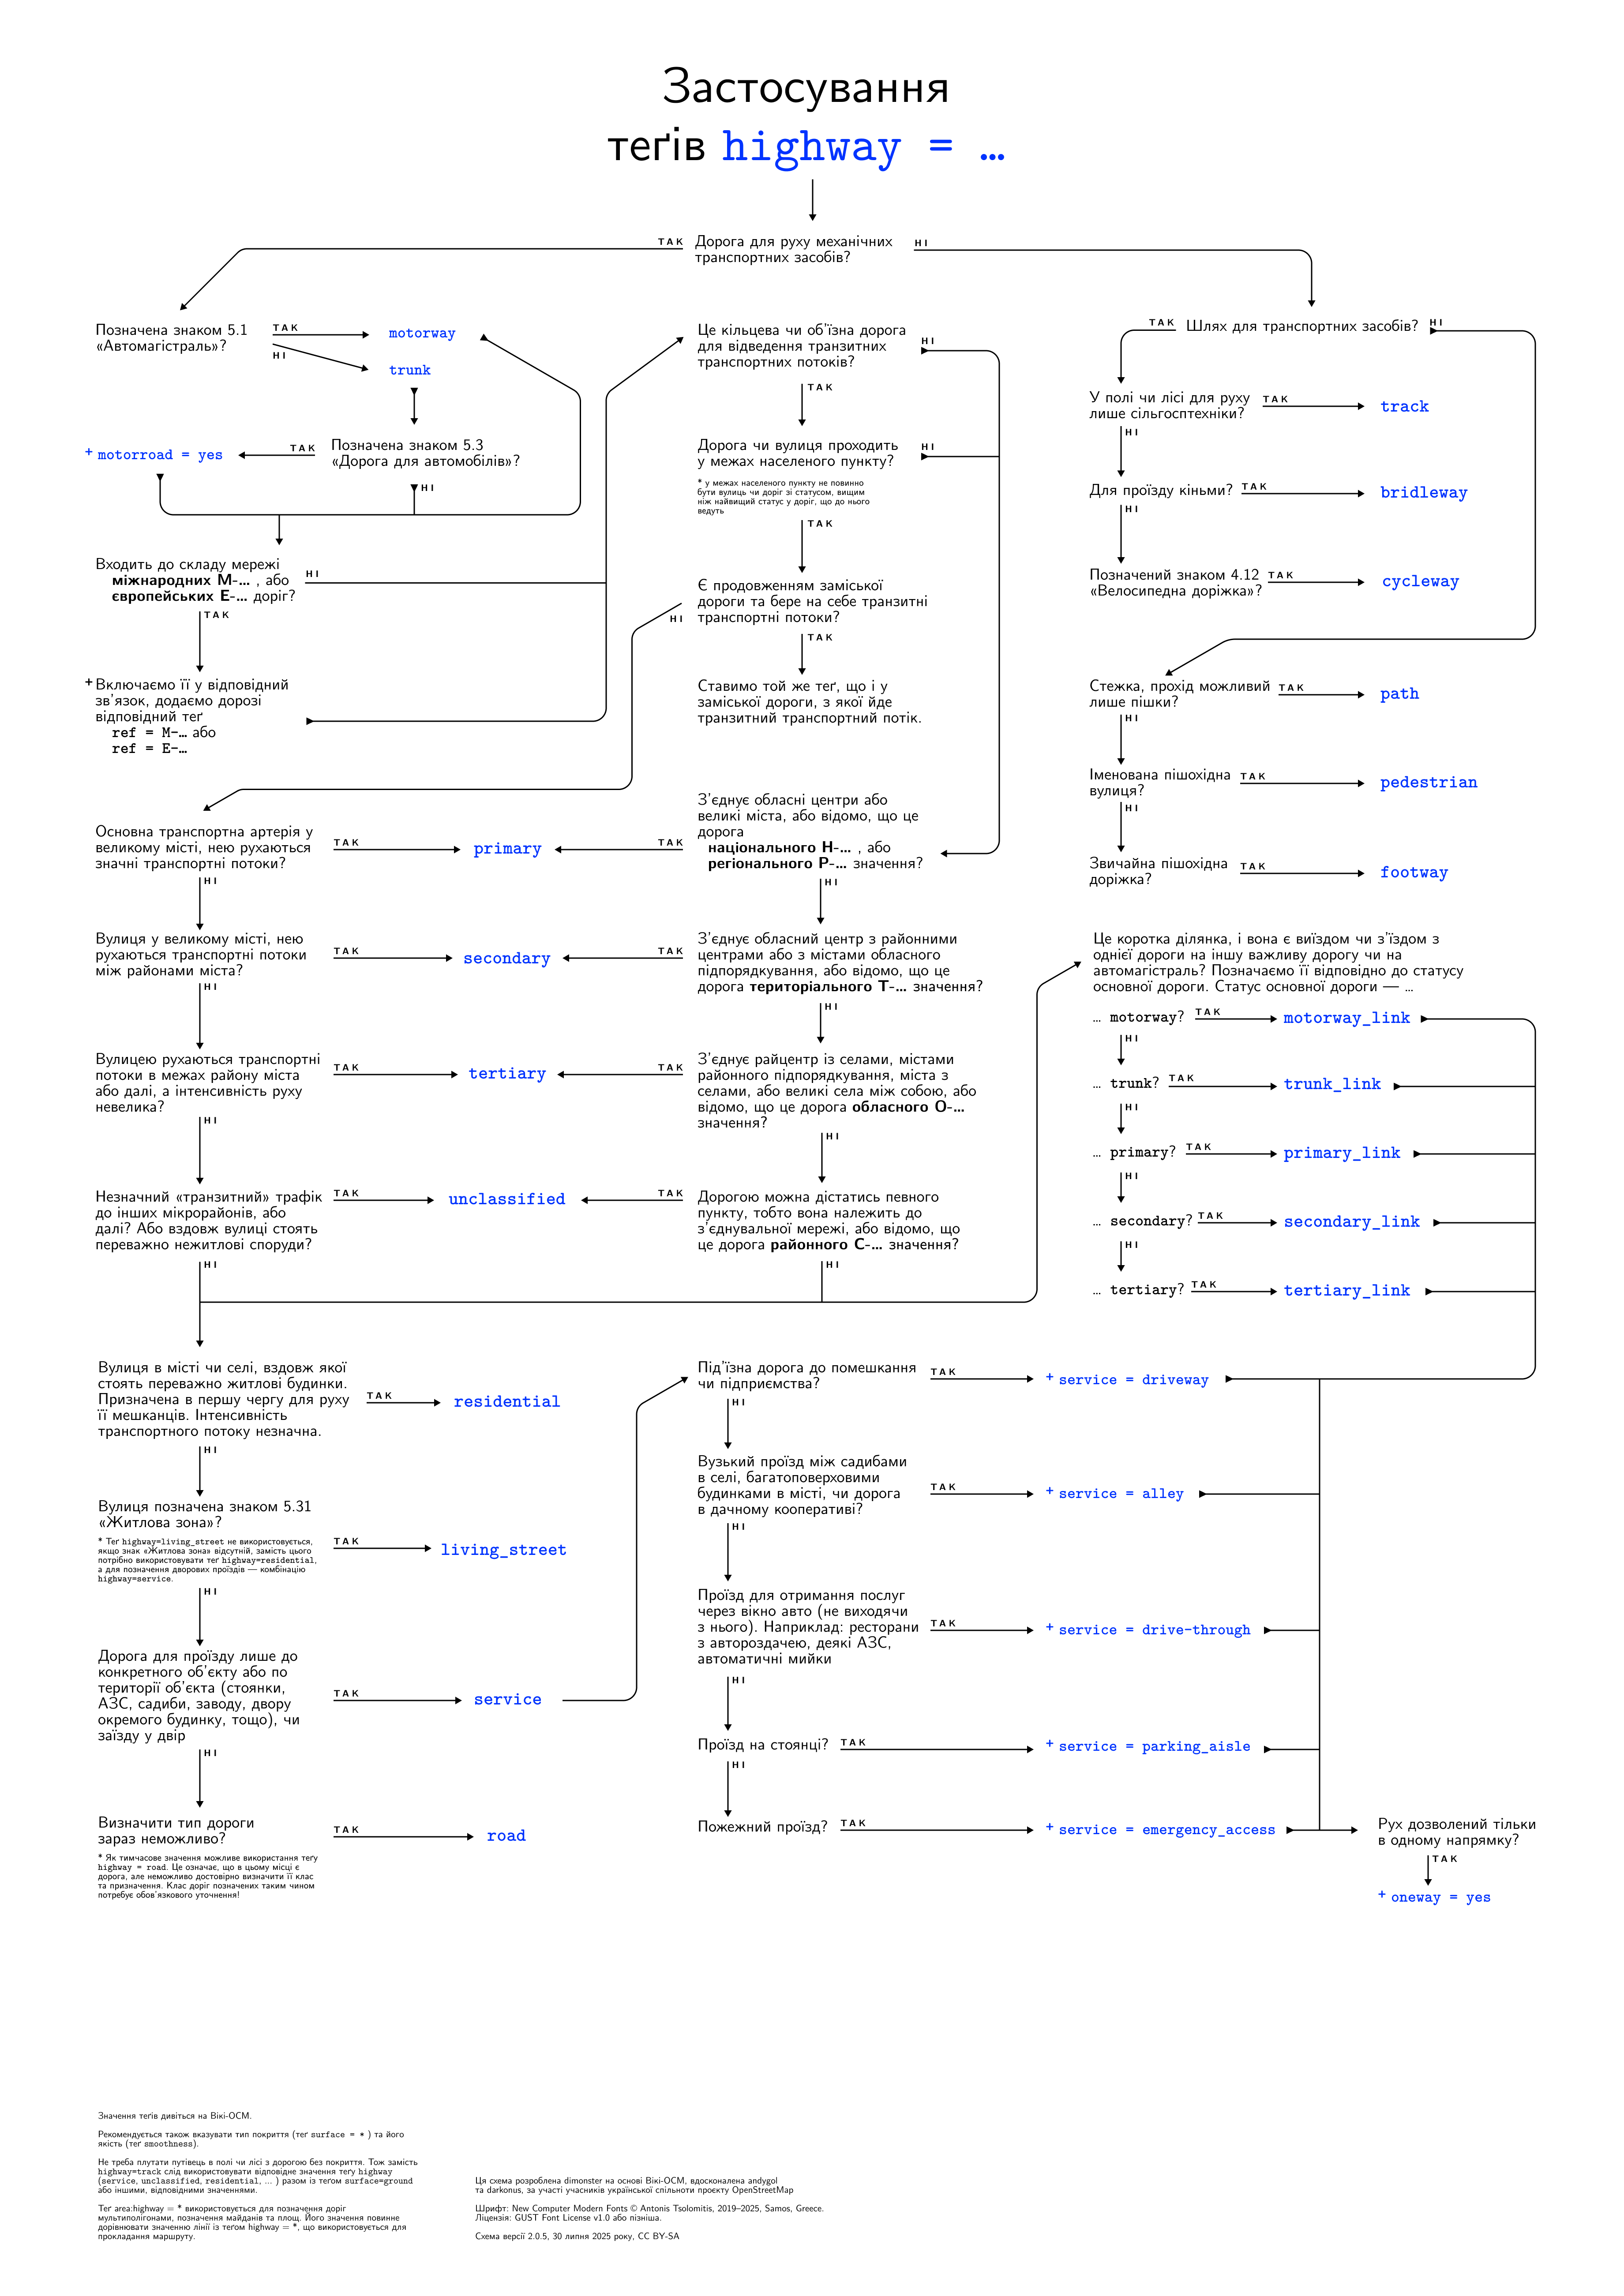 Застосування
теґів highway = …
ТАК
Дорога для руху механічних
транспортних засобів?
НІ
Позначена знаком 5.1
«Автомагістраль»?
ТАК
НІ
motorway
trunk
+ motorroad = yes
ТАК
Позначена знаком 5.3
«Дорога для автомобілів»?
НІ
Входить до складу мережі
міжнародних М-… , або
європейських Е-… доріг?
НІ
ТАК
+ Включаємо її у відповідний
зв'язок, додаємо дорозі
відповідний теґ
ref = М-… або
ref = Е-…
Це кільцева чи об'їзна дорога
для відведення транзитних
транспортних потоків?
НІ
ТАК
Дорога чи вулиця проходить
у межах населеного пункту?
НІ
* у межах населеного пункту не повинно
бути вулиць чи доріг зі статусом, вищим
ніж найвищий статус у доріг, що до нього
ведуть
ТАК
Є продовженням заміської
дороги та бере на себе транзитні
транспортні потоки?
НІ
ТАК
Ставимо той же теґ, що і у
заміської дороги, з якої йде
транзитний транспортний потік.
ТАК
Шлях для транспортних засобів?
НІ
У полі чи лісі для руху
лише сільгосптехніки?
ТАК
track
НІ
Для проїзду кіньми?
ТАК
bridleway
НІ
Позначений знаком 4.12
«Велосипедна доріжка»?
ТАК
cycleway
Стежка, прохід можливий
лише пішки?
ТАК
path
НІ
Іменована пішохідна
вулиця?
ТАК
pedestrian
НІ
Звичайна пішохідна
доріжка?
ТАК
footway
Основна транспортна артерія у
великому місті, нею рухаються
значні транспортні потоки?
ТАК
primary
ТАК
З'єднує обласні центри або
великі міста, або відомо, що це
дорога
національного Н-… , або
регіонального Р-… значення?
НІ
НІ
Вулиця у великому місті, нею
рухаються транспортні потоки
між районами міста?
ТАК
secondary
ТАК
З'єднує обласний центр з районними
центрами або з містами обласного
підпорядкування, або відомо, що це
дорога територіального Т-… значення?
НІ
НІ
Вулицею рухаються транспортні
потоки в межах району міста
або далі, а інтенсивність руху
невелика?
ТАК
tertiary
ТАК
З'єднує райцентр із селами, містами
районного підпорядкування, міста з
селами, або великі села між собою, або
відомо, що це дорога обласного О-…
значення?
НІ
НІ
Незначний «транзитний» трафік
до інших мікрорайонів, або
далі? Або вздовж вулиці стоять
переважно нежитлові споруди?
ТАК
unclassified
ТАК
Дорогою можна дістатись певного
пункту, тобто вона належить до
з'єднувальної мережі, або відомо, що
це дорога районного С-… значення?
НІ
НІ
Це коротка ділянка, і вона є виїздом чи з'їздом з
однієї дороги на іншу важливу дорогу чи на
автомагістраль? Позначаємо її відповідно до статусу
основної дороги. Статус основної дороги — …
… motorway?
ТАК
motorway_link
НІ
… trunk?
ТАК
trunk_link
НІ
… primary?
ТАК
primary_link
НІ
… secondary?
ТАК
secondary_link
НІ
… tertiary?
ТАК
tertiary_link
Вулиця в місті чи селі, вздовж якої
стоять переважно житлові будинки.
Призначена в першу чергу для руху
її мешканців. Інтенсивність
транспортного потоку незначна.
ТАК
residential
НІ
Вулиця позначена знаком 5.31
«Житлова зона»?
* Теґ highway=living_street не використовується,
якщо знак «Житлова зона» відсутній, замість цього
потрібно використовувати теґ highway=residential,
а для позначення дворових проїздів — комбінацію
highway=service.
ТАК
living_street
НІ
Дорога для проїзду лише до
конкретного об'єкту або по
території об'єкта (стоянки,
АЗС, садиби, заводу, двору
окремого будинку, тощо), чи
заїзду у двір
ТАК
service
НІ
Визначити тип дороги
зараз неможливо?
ТАК
road
* Як тимчасове значення можливе використання теґу
highway = road. Це означає, що в цьому місці є
дорога, але неможливо достовірно визначити її клас
та призначення. Клас доріг позначених таким чином
потребує обов'язкового уточнення!
Під'їзна дорога до помешкання
чи підприємства?
ТАК
+ service = driveway
НІ
Вузький проїзд між садибами
в селі, багатоповерховими
будинками в місті, чи дорога
в дачному кооперативі?
ТАК
+ service = alley
НІ
Проїзд для отримання послуг
через вікно авто (не виходячи
з нього). Наприклад: ресторани
з автороздачею, деякі АЗС,
автоматичні мийки
ТАК
+ service = drive-through
НІ
Проїзд на стоянці?
ТАК
+ service = parking_aisle
НІ
Пожежний проїзд?
ТАК
+ service = emergency_access
Рух дозволений тільки
в одному напрямку?
ТАК
+ oneway = yes
Значення теґів дивіться на Вікі-ОСМ.
Рекомендується також вказувати тип покриття (теґ surface = * ) та його
якість (теґ smoothness).
Не треба плутати путівець в полі чи лісі з дорогою без покриття. Тож замість
highway=track слід використовувати відповідне значення теґу highway
(service, unclassified, residential, … ) разом із теґом surface=ground
або іншими, відповідними значеннями.
Теґ area:highway = * використовується для позначення доріг
мультиполігонами, позначення майданів та площ. Його значення повинне
дорівнювати значенню лінії із теґом highway = *, що використовується для
прокладання маршруту.
Ця схема розроблена dimonster на основі Вікі-ОСМ, вдосконалена andygol
та darkonus, за участі учасників української спільноти проєкту OpenStreetMap
Шрифт: New Computer Modern Fonts © Antonis Tsolomitis, 2019–2025, Samos, Greece.
Ліцензія: GUST Font License v1.0 або пізніша.
Схема версії 2.0.5, 30 липня 2025 року, CC BY-SA